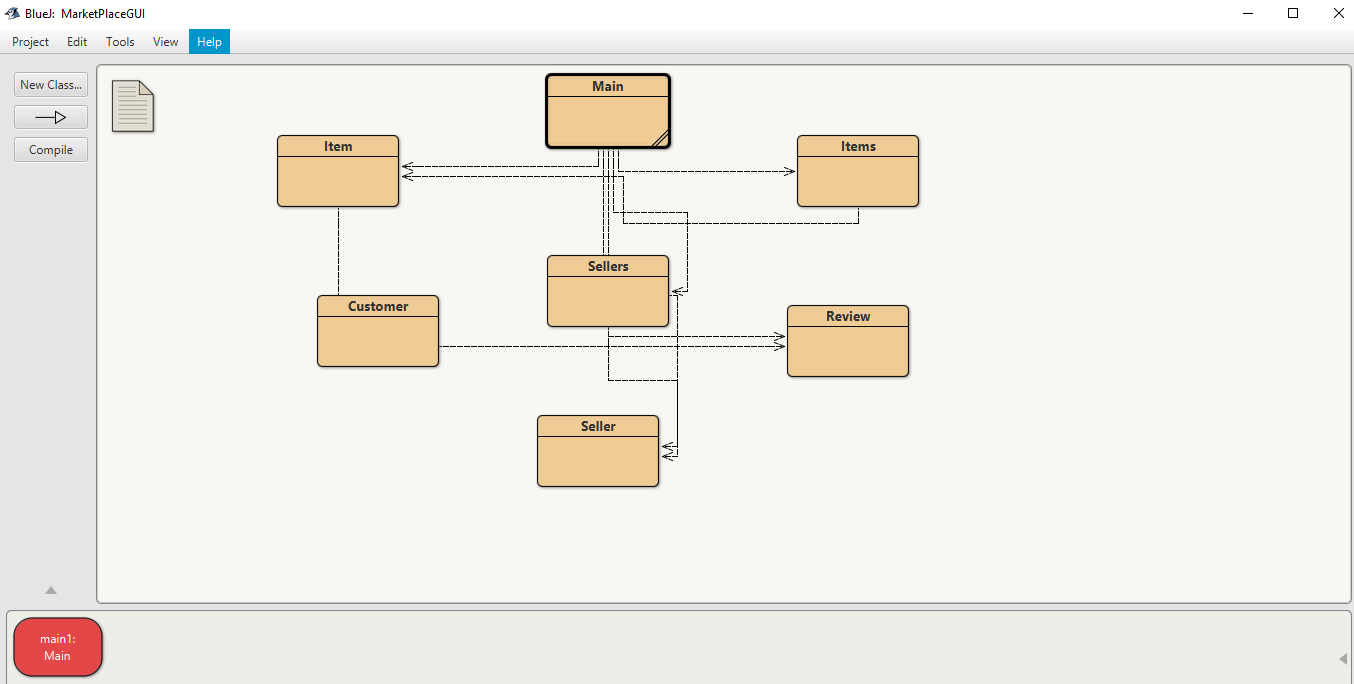 BlueJ: MarketPlaceGUI
Project Edit Tools View Help
New Class...
Compile
Main
Item
Items
Sellers
Customer
Review
Seller
main1:
Main